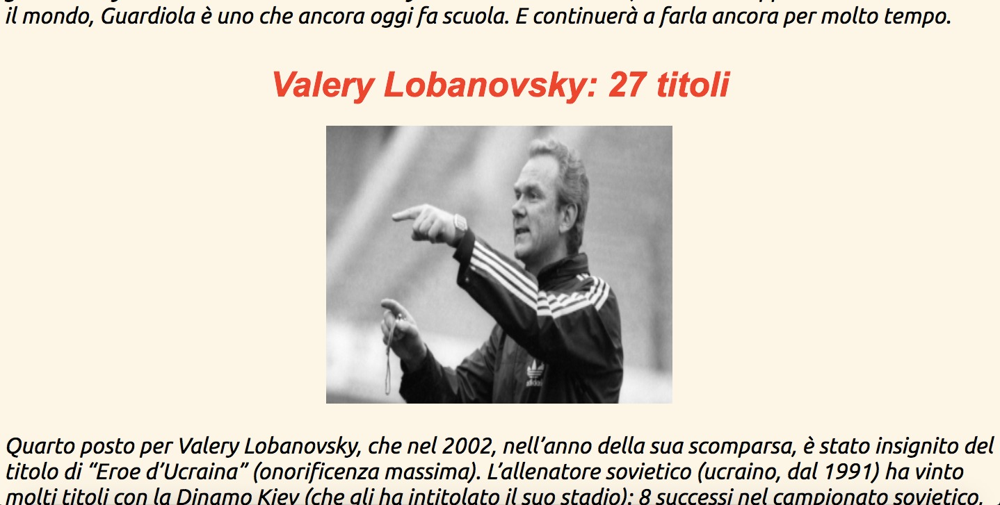 il mondo, Guardiola è uno che ancora oggi fa scuola. E continuerà a farla ancora per molto tempo.
Valery Lobanovsky: 27 titoli
adidas
Quarto posto per Valery Lobanovsky, che nel 2002, nell’anno della sua scomparsa, è stato insignito del
titolo di “Eroe d’Ucraina” (onorificenza massima). L’allenatore sovietico (ucraino, dal 1991) ha vinto
molti titoli con la Dinamo Kiev (che gli ha intitolato il suo stadio): 8 successi nel campionato sovietico,